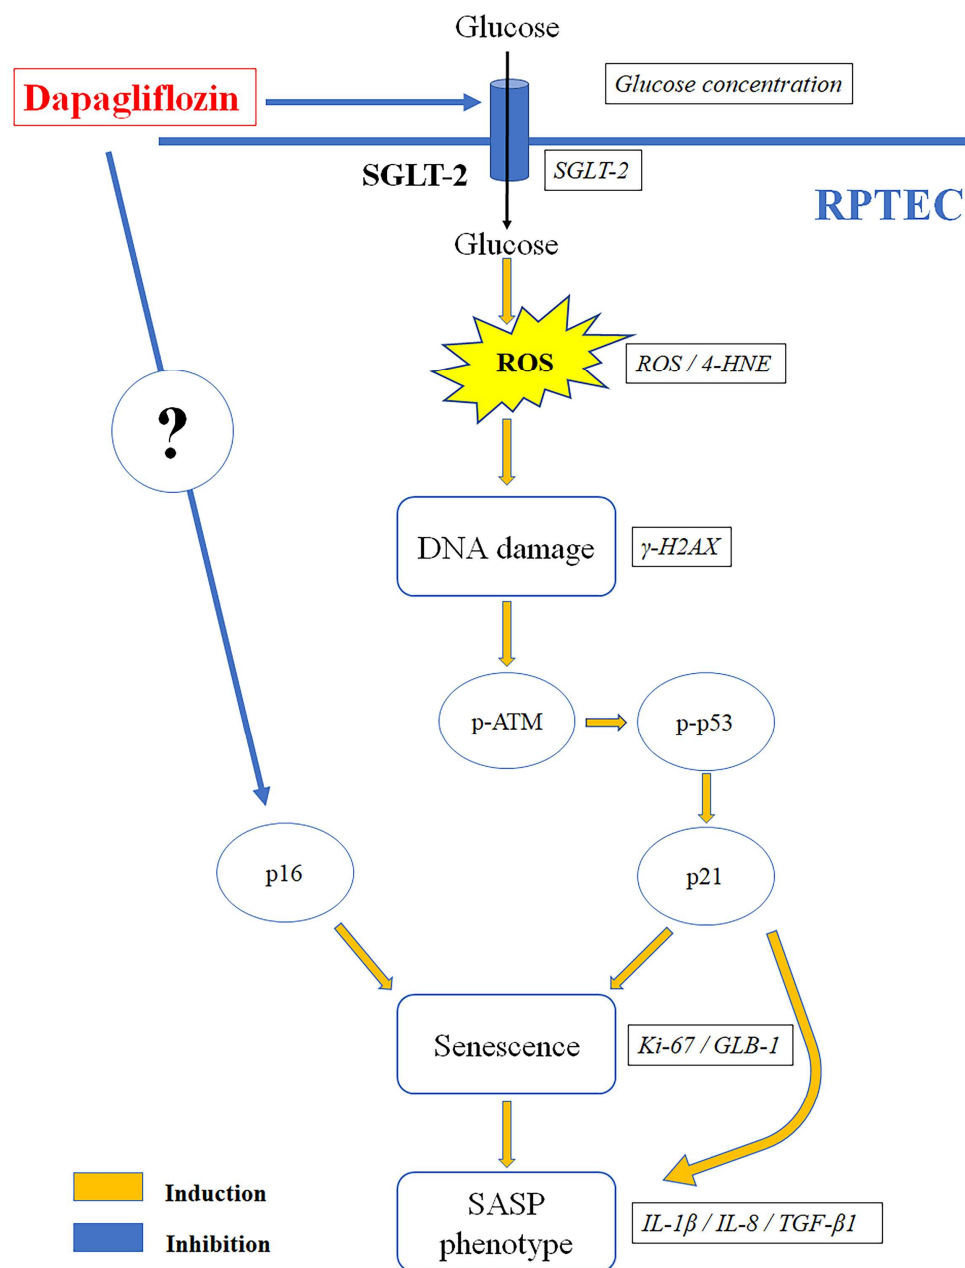 Glucose
Dapagliflozin
Glucose concentration
SGLT-2
SGLT-2
RPTEC
Glucose
ROS
ROS / 4-HNE
?
DNA damage
γ-H2AX
p-ATM
p-p53
p16
p21
Senescence
Ki-67 / GLB-1
SASP
phenotype
IL-1β / IL-8 / TGF-β1
Induction
Inhibition